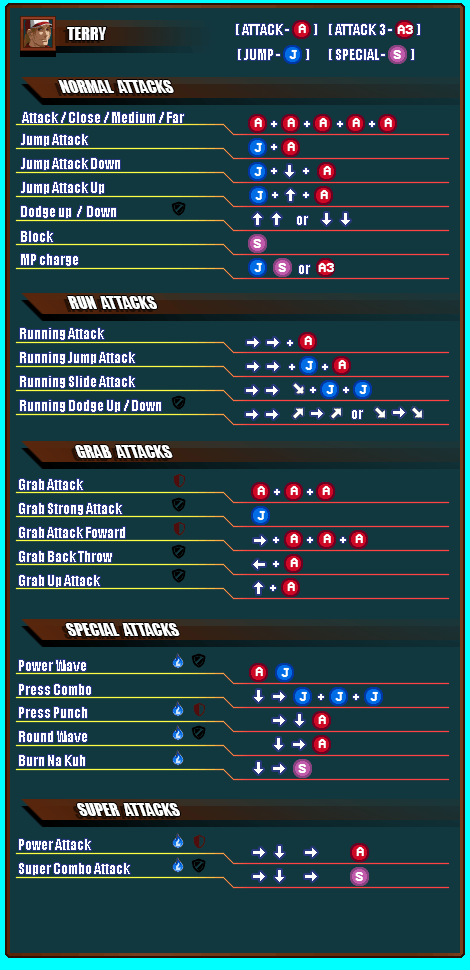 TERRY
[ ATTACK - A ] [ ATTACK 3 - A3 ]
[ JUMP - J ] [ SPECIAL - S ]
NORMAL ATTACKS
Attack / Close / Medium / Far A + A + A + A + A
Jump Attack J + A
Jump Attack Down J + ↓ + A
Jump Attack Up J + ↑ + A
Dodge up / Down ↑ ↑ or ↓ ↓
Block S
MP charge J S or A3
RUN ATTACKS
Running Attack → → + A
Running Jump Attack → → + J + A
Running Slide Attack → → ↘ + J + J
Running Dodge Up / Down → → ↗ → ↗ or ↘ → ↘
GRAB ATTACKS
Grab Attack A + A + A
Grab Strong Attack J
Grab Attack Foward → + A + A + A
Grab Back Throw ← + A
Grab Up Attack ↑ + A
SPECIAL ATTACKS
Power Wave A J
Press Combo ↓ → J + J + J
Press Punch → ↓ A
Round Wave ↓ → A
Burn Na Kuh ↓ → S
SUPER ATTACKS
Power Attack → ↓ → A
Super Combo Attack → ↓ → S